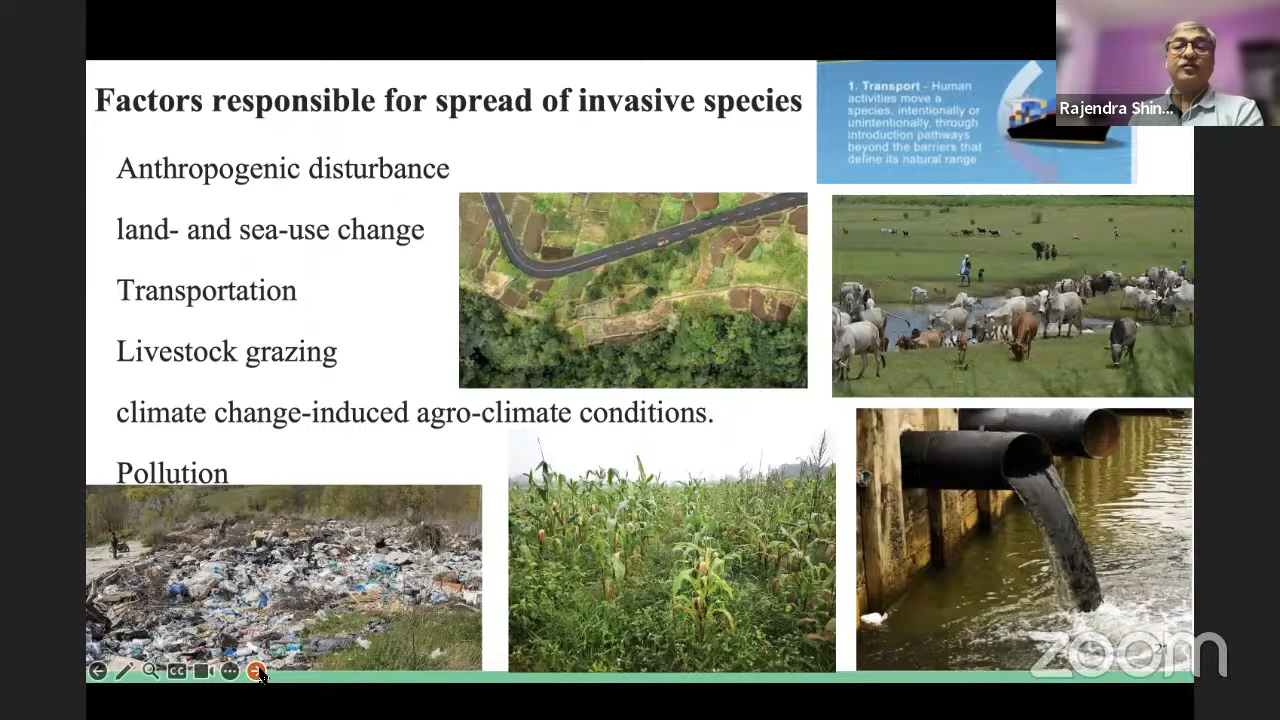 Factors responsible for spread of invasive species
1. Transport - Human
activities move a
species, intentionally or
unintentionally, through
introduction pathways
beyond the barriers that
define its natural range
Rajendra Shin...
Anthropogenic disturbance
land- and sea-use change
Transportation
Livestock grazing
climate change-induced agro-climate conditions.
Pollution
CC
zoom